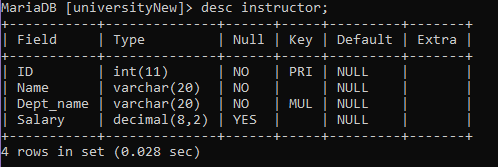 MariaDB [universityNew]> desc instructor;
+-----------+--------------+------+-----+---------+-------+
| Field     | Type         | Null | Key | Default | Extra |
+-----------+--------------+------+-----+---------+-------+
| ID        | int(11)      | NO   | PRI | NULL    |       |
| Name      | varchar(20)  | NO   |     | NULL    |       |
| Dept_name | varchar(20)  | NO   | MUL | NULL    |       |
| Salary    | decimal(8,2) | YES  |     | NULL    |       |
+-----------+--------------+------+-----+---------+-------+
4 rows in set (0.028 sec)